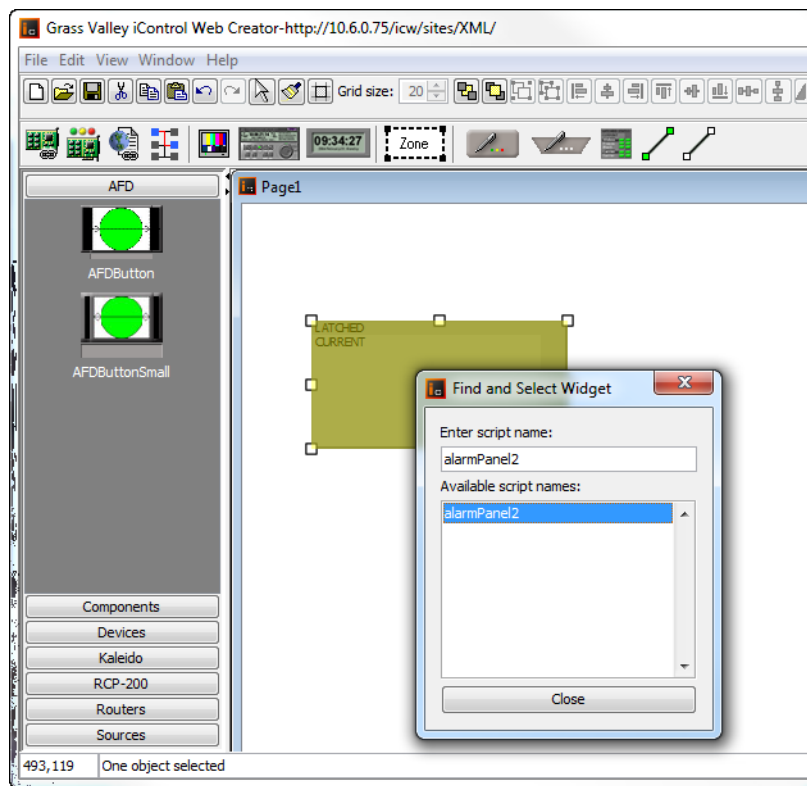 Grass Valley iControl Web Creator-http://10.6.0.75/icw/sites/XML/
File Edit View Window Help
Grid size: 20
09:34:27
Zone
AFD
Page1
AFDButton
AFDButtonSmall
LATCHED
CURRENT
Find and Select Widget
Enter script name:
alarmPanel2
Available script names:
alarmPanel2
Close
Components
Devices
Kaleido
RCP-200
Routers
Sources
493,119 One object selected